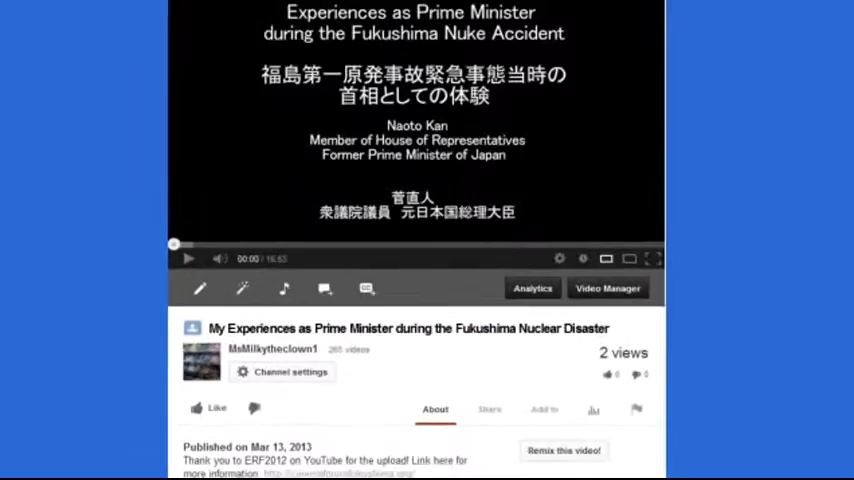 Experiences as Prime Minister
during the Fukushima Nuke Accident
福島第一原発事故緊急事態当時の
首相としての体験
Naoto Kan
Member of House of Representatives
Former Prime Minister of Japan
菅直人
衆議院議員 元日本国総理大臣
00:00 / 16:53
Analytics
Video Manager
My Experiences as Prime Minister during the Fukushima Nuclear Disaster
MsMilkytheclown1 265 videos
2 views
Channel settings
0 0
Like
About
Share
Add to
Published on Mar 13, 2013
Remix this video!
Thank you to ERF2012 on YouTube for the upload! Link here for
more information